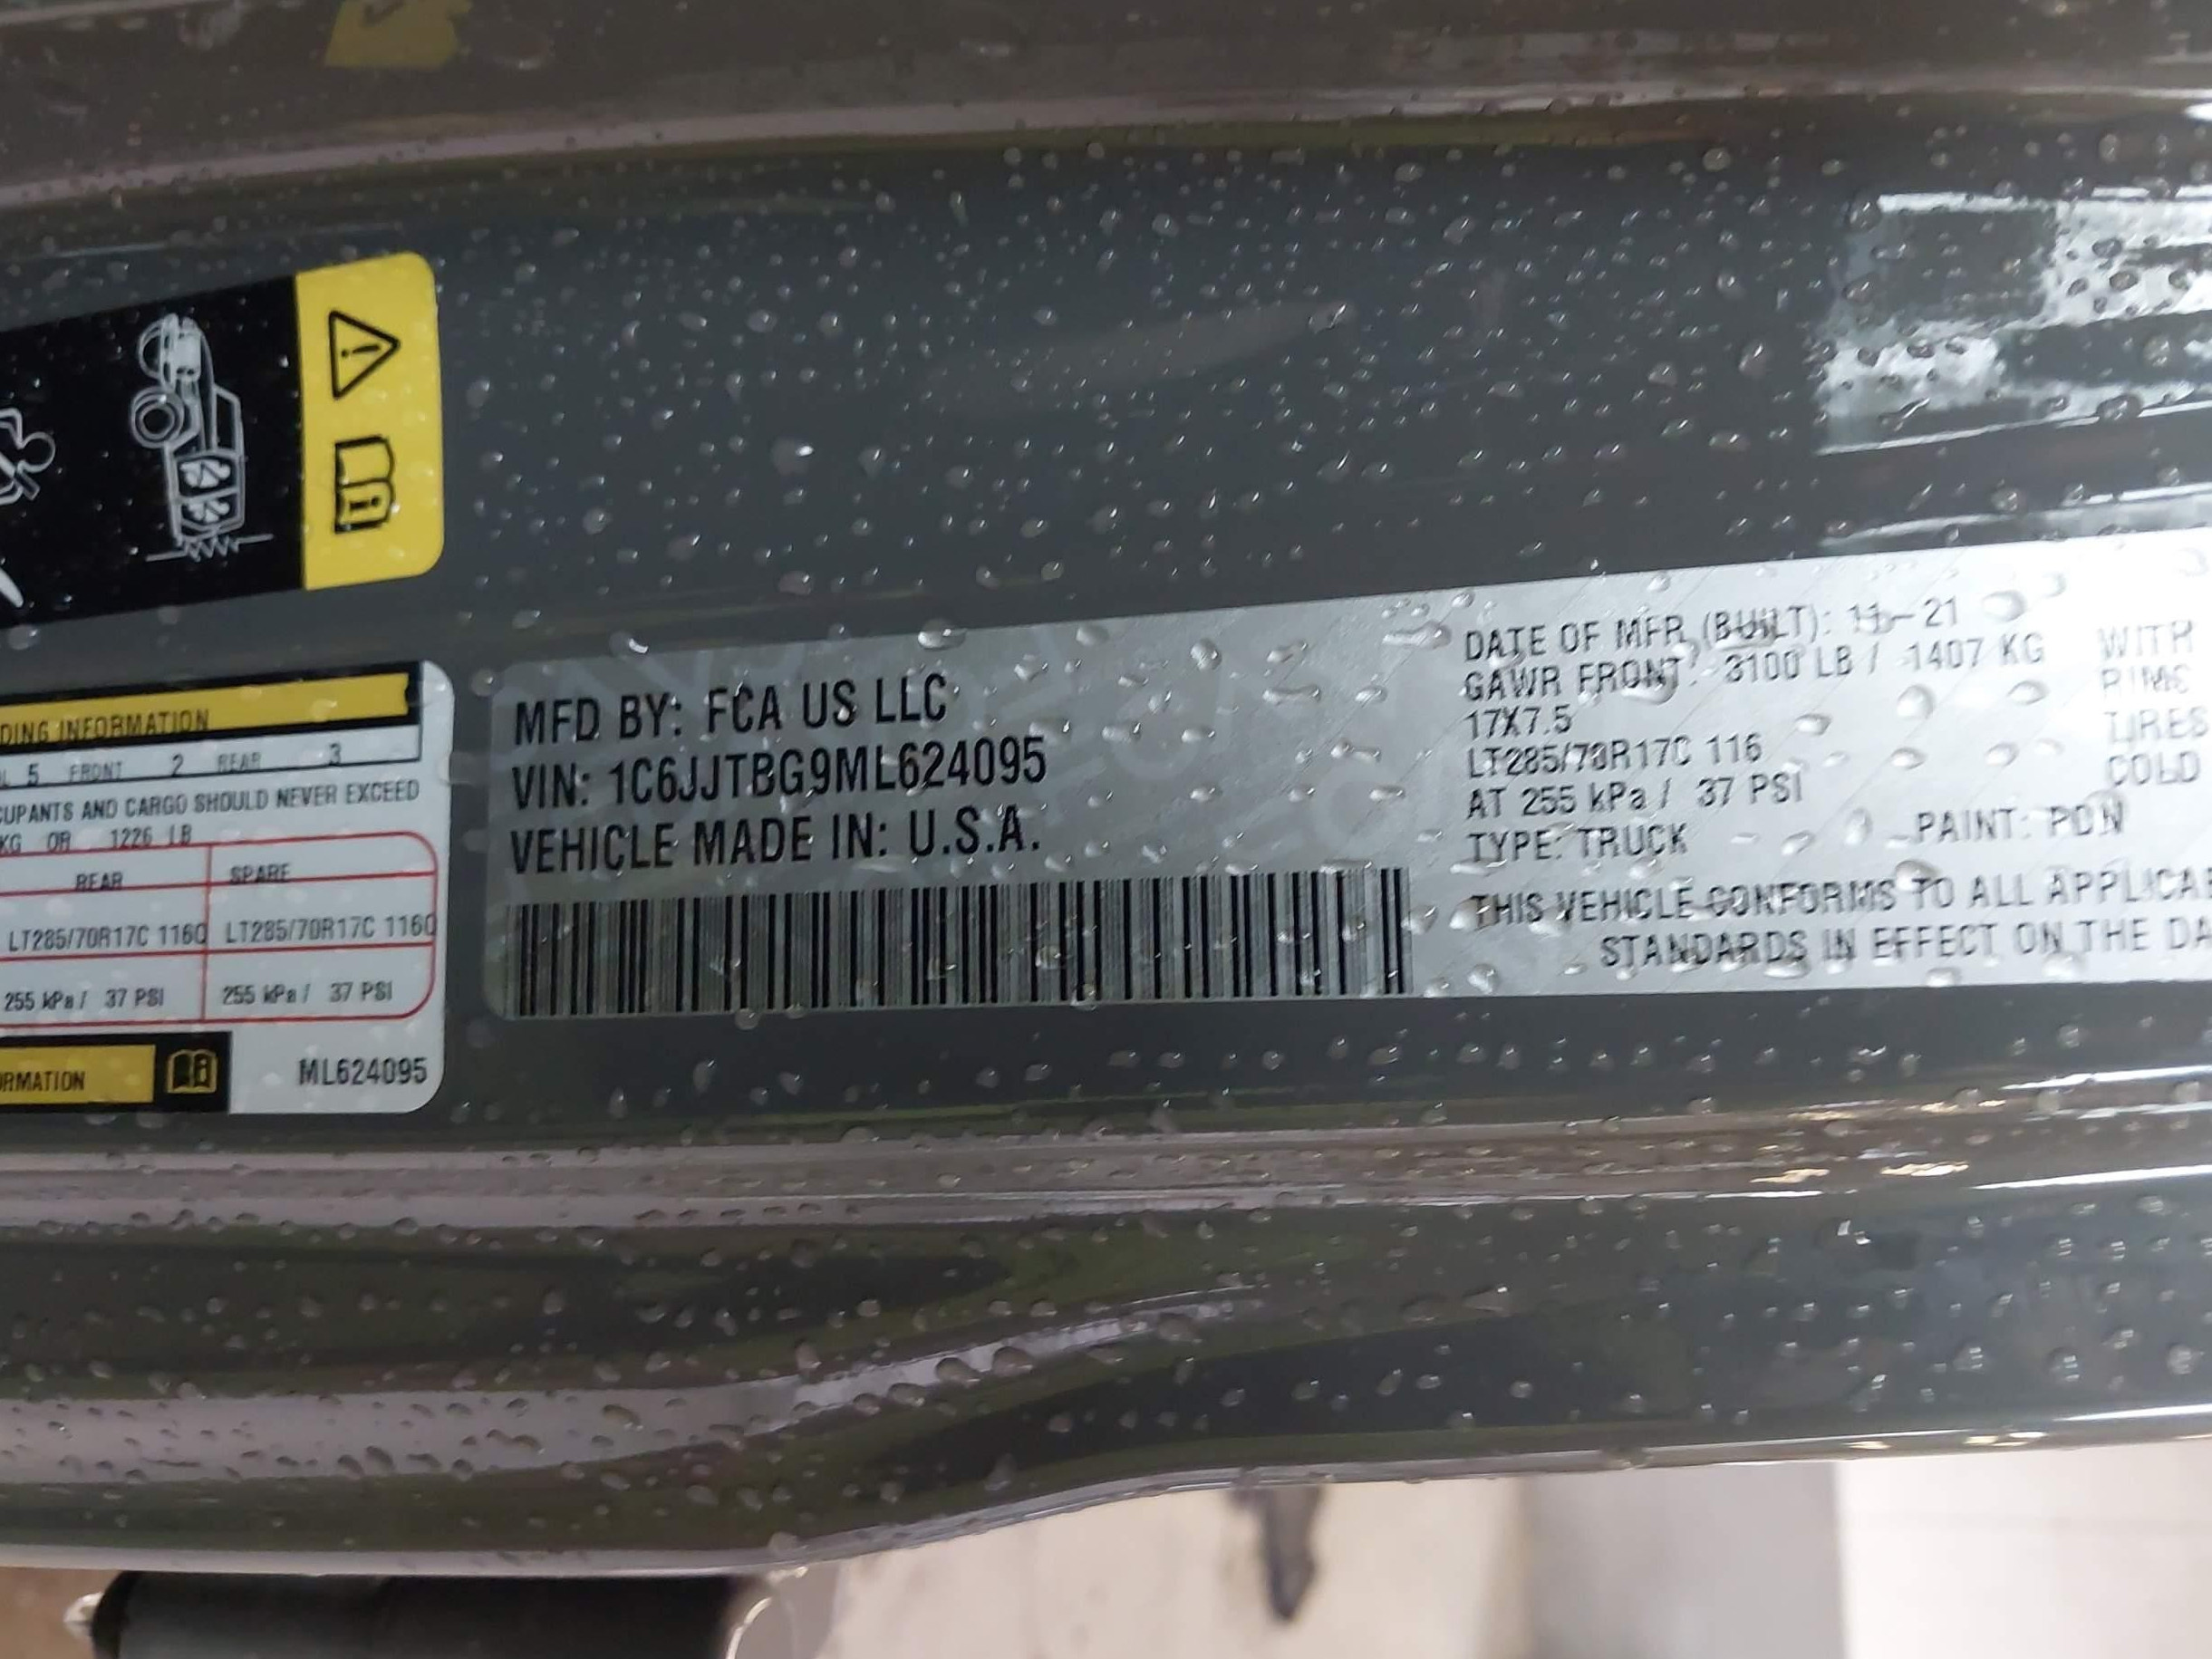 DING INFORMATION
L 5 FRONT 2 REAR 3
CUPANTS AND CARGO SHOULD NEVER EXCEED
KG OR 1226 LB
REAR SPARE
LT285/70R17C 116Q LT285/70R17C 116Q
255 kPa / 37 PSI 255 kPa / 37 PSI
ORMATION
ML624095
MFD BY: FCA US LLC
VIN: 1C6JJTBG9ML624095
VEHICLE MADE IN: U.S.A.
DATE OF MFR (BUILT): 11-21
GAWR FRONT: 3100 LB / 1407 KG WITH
17X7.5 RIMS
LT285/70R17C 116 TIRES
AT 255 kPa / 37 PSI COLD
TYPE: TRUCK PAINT: PDN
THIS VEHICLE CONFORMS TO ALL APPLICA
STANDARDS IN EFFECT ON THE DA